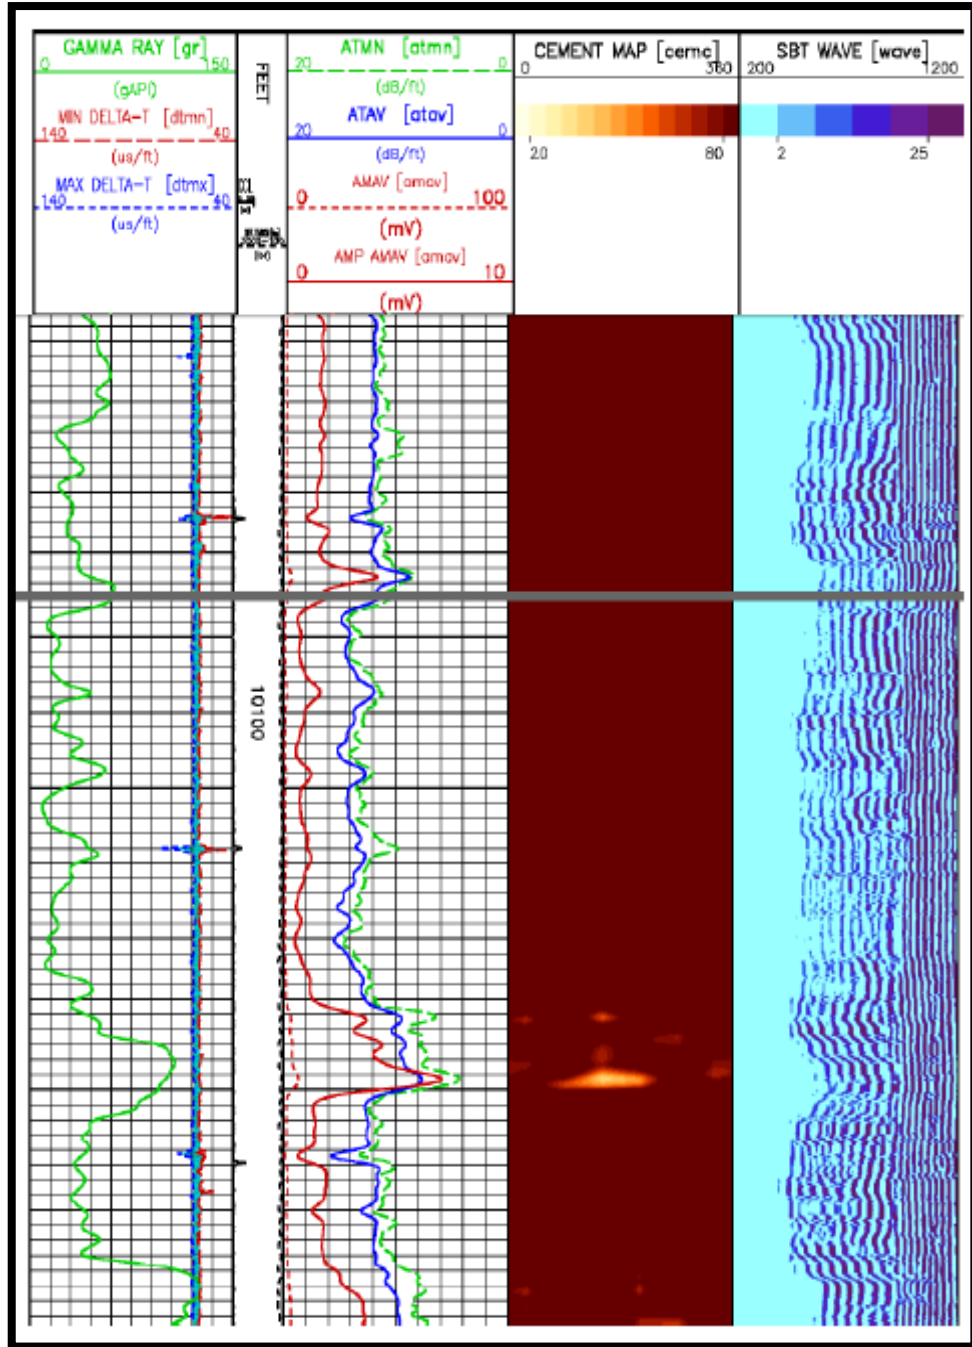 GAMMA RAY [gr]
0 150
(gAPI)
MIN DELTA-T [dtmn]
140 40
(us/ft)
MAX DELTA-T [dtmx]
140 40
(us/ft)
FEET
ATMN [atmn]
20 0
(dB/ft)
ATAV [atav]
20 0
(dB/ft)
AMAV [amav]
0 100
(mV)
AMP AMAV [amav]
0 10
(mV)
CEMENT MAP [cemc]
0 360
20 80
SBT WAVE [wave]
200 1200
2 25
10100